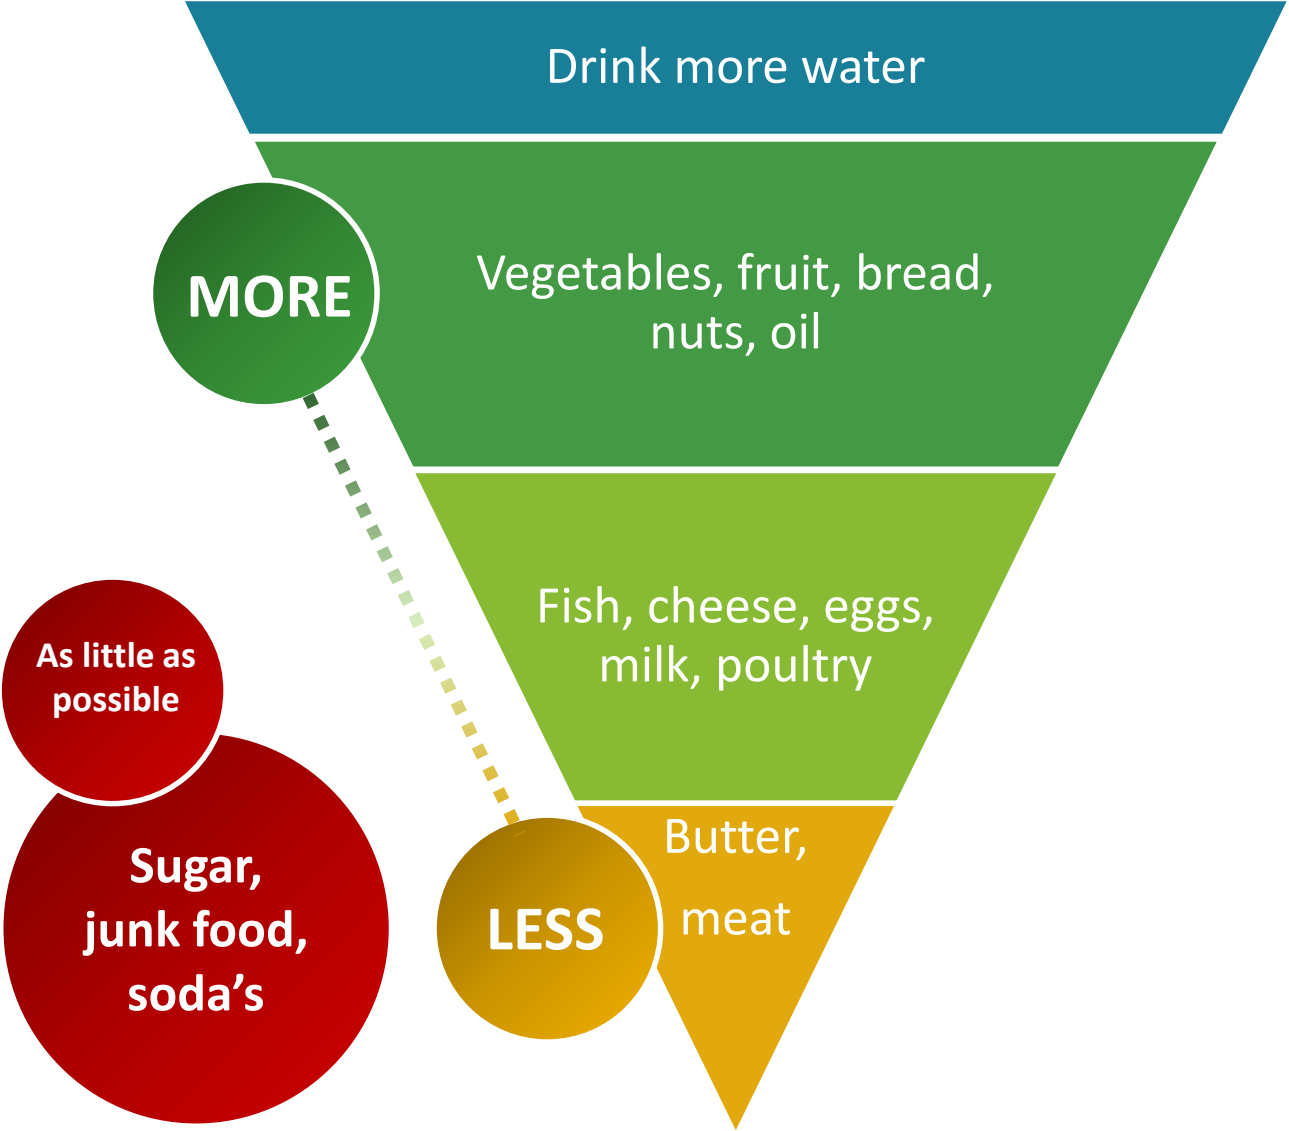 Drink more water
MORE
Vegetables, fruit, bread,
nuts, oil
Fish, cheese, eggs,
milk, poultry
As little as
possible
Sugar,
junk food,
soda’s
LESS
Butter,
meat